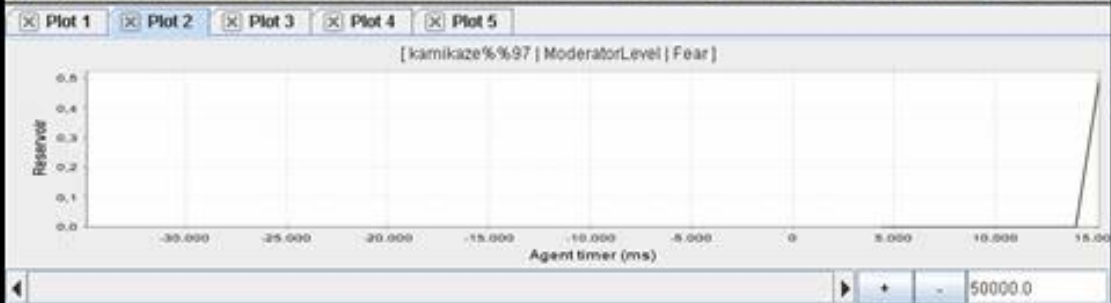 Plot 1 Plot 2 Plot 3 Plot 4 Plot 5
[ kamikaze%%97 | ModeratorLevel | Fear ]
0.5
0.4
0.3
0.2
0.1
0.0
Reservoir
-30.000 -25.000 -20.000 -15.000 -10.000 -5.000 0 5.000 10.000 15.00
Agent timer (ms)
+ - 50000.0